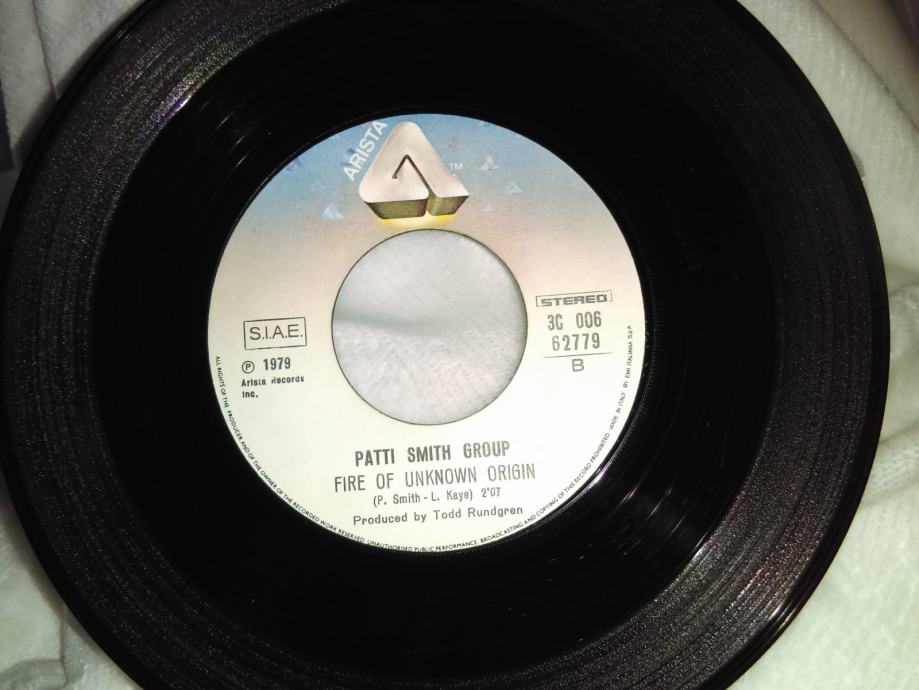 ARISTA
TM
S.I.A.E.
℗ 1979
Arista Records
Inc.
STEREO
3C 006
62779
B
PATTI SMITH GROUP
FIRE OF UNKNOWN ORIGIN
(P. Smith - L. Kaye) 2'07
Produced by Todd Rundgren
ALL RIGHTS OF THE PRODUCER AND OF THE OWNER OF THE RECORDED WORK RESERVED. UNAUTHORISED PUBLIC PERFORMANCE, BROADCASTING AND COPYING OF THIS RECORD PROHIBITED - MADE IN ITALY BY EMI ITALIANA S.p.A.